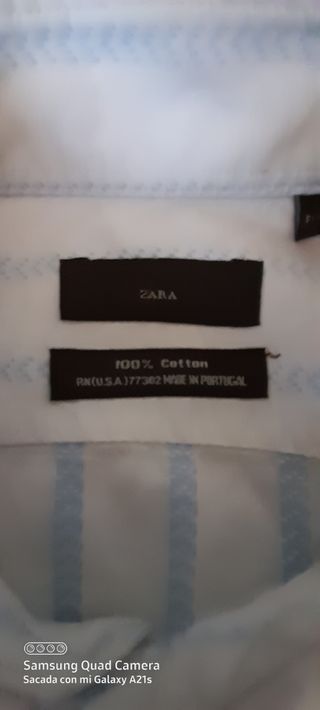 ZARA
100% Cotton
RN(U.S.A)77302 MADE IN PORTUGAL
Samsung Quad Camera
Sacada con mi Galaxy A21s